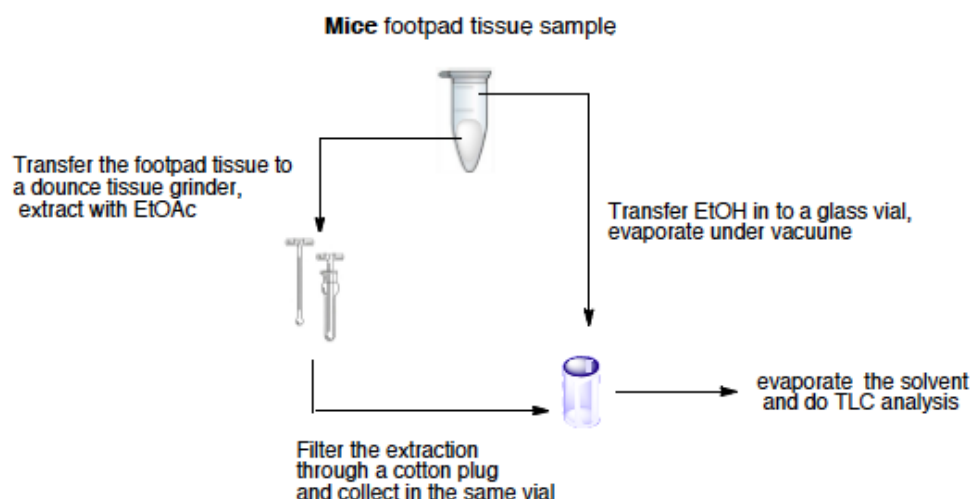 Mice footpad tissue sample
Transfer the footpad tissue to
a dounce tissue grinder,
extract with EtOAc
Transfer EtOH in to a glass vial,
evaporate under vacuune
evaporate the solvent
and do TLC analysis
Filter the extraction
through a cotton plug
and collect in the same vial